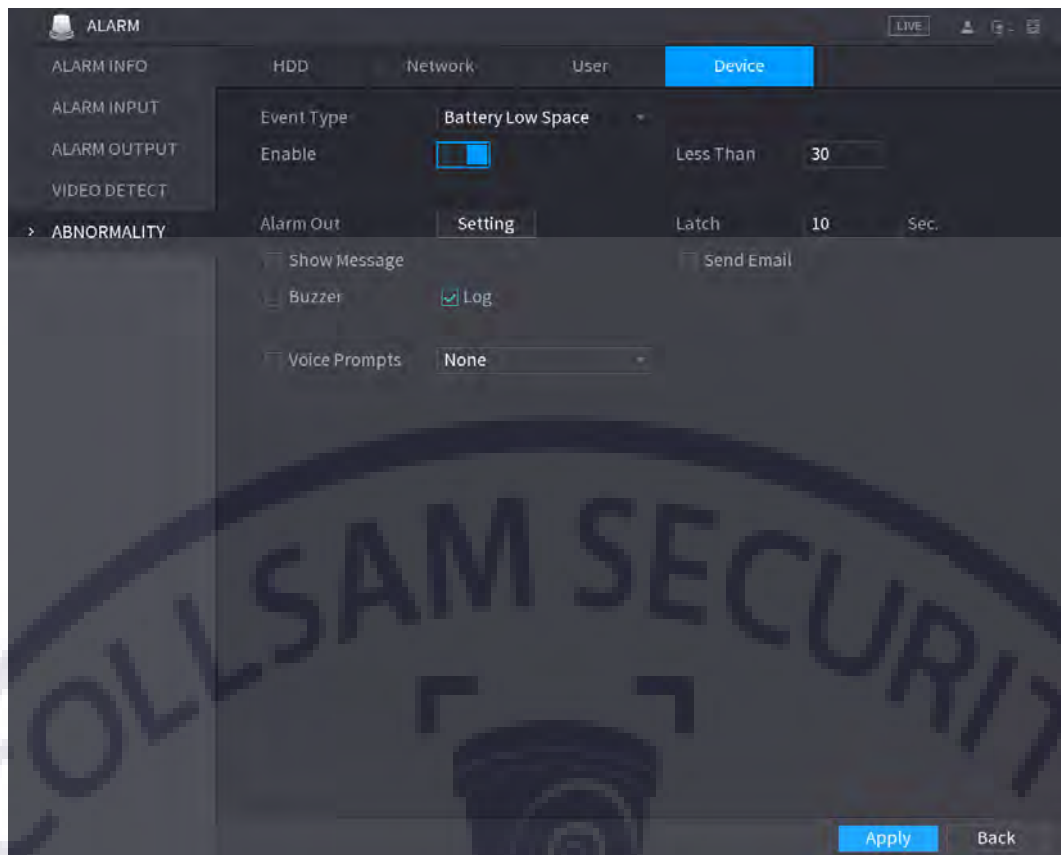 ALARM
LIVE
ALARM INFO
HDD Network User Device
ALARM INPUT
Event Type Battery Low Space
ALARM OUTPUT
Enable Less Than 30
VIDEO DETECT
> ABNORMALITY
Alarm Out Setting Latch 10 Sec.
Show Message Send Email
Buzzer Log
Voice Prompts None
COLLSAM SECURIT
Apply Back